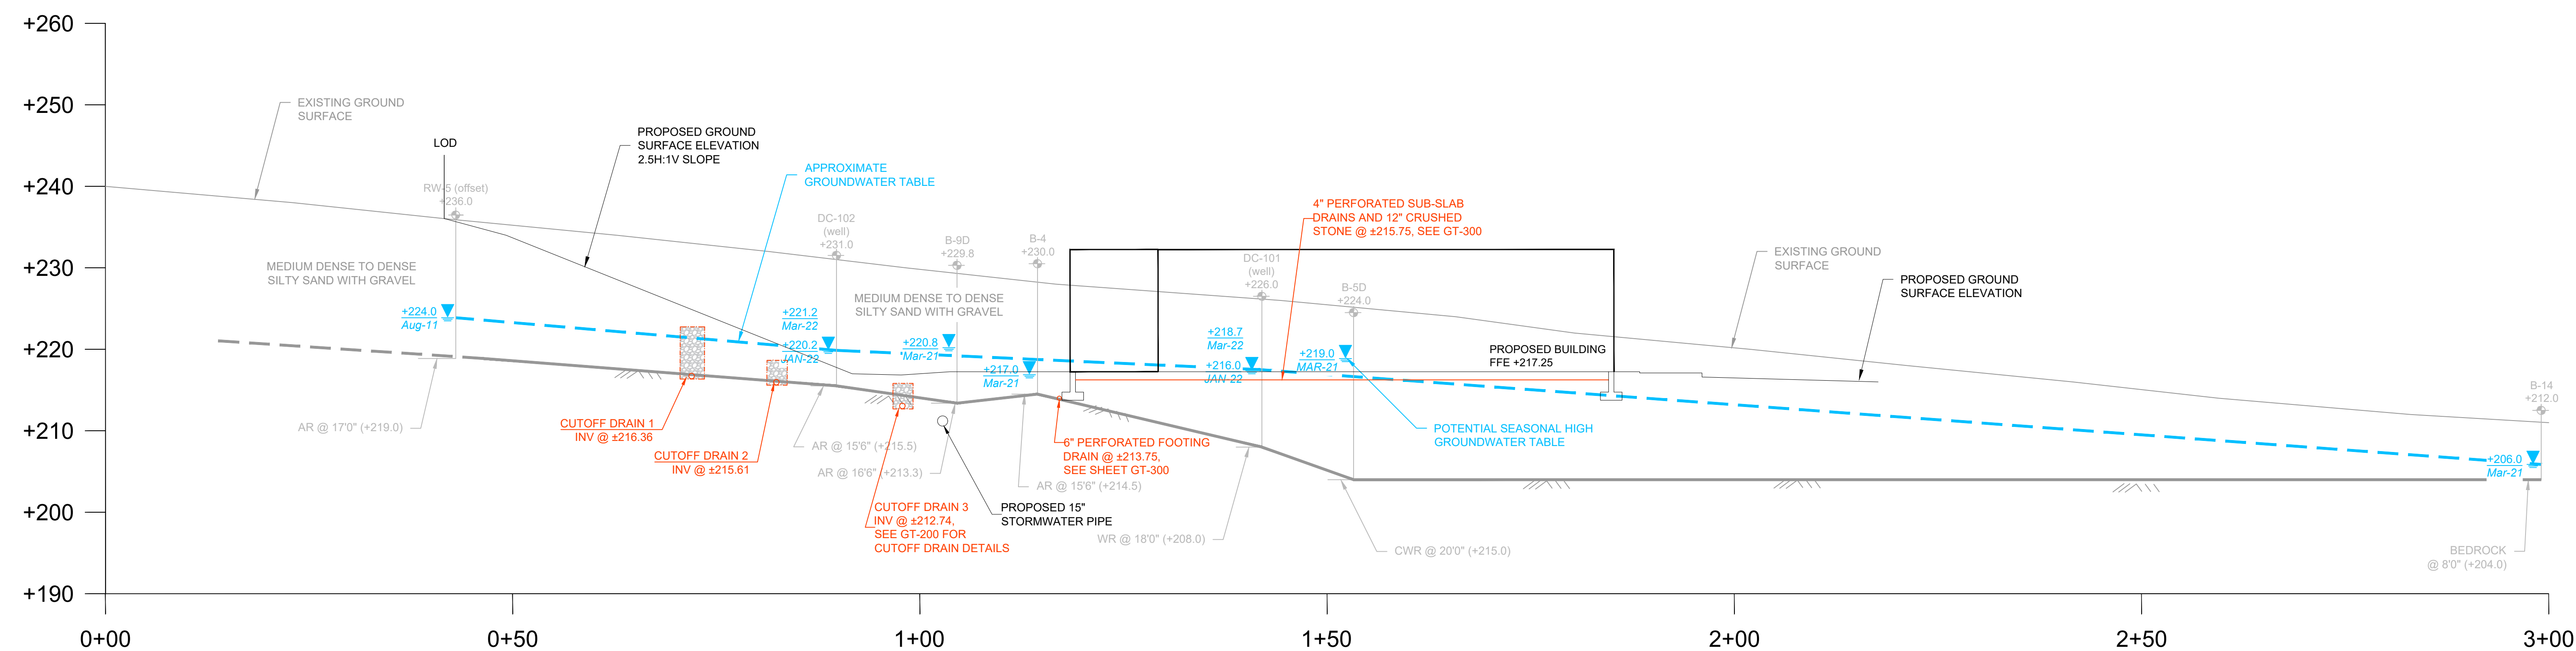 +260
+250
+240
+230
+220
+210
+200
+190
0+00
0+50
1+00
1+50
2+00
2+50
3+00
EXISTING GROUND
SURFACE
LOD
RW-5 (offset)
+236.0
PROPOSED GROUND
SURFACE ELEVATION
2.5H:1V SLOPE
APPROXIMATE
GROUNDWATER TABLE
MEDIUM DENSE TO DENSE
SILTY SAND WITH GRAVEL
+224.0
Aug-11
DC-102
(well)
+231.0
+221.2
Mar-22
+220.2
JAN-22
B-9D
+229.8
MEDIUM DENSE TO DENSE
SILTY SAND WITH GRAVEL
+220.8
Mar-21
B-4
+230.0
+217.0
Mar-21
4" PERFORATED SUB-SLAB
DRAINS AND 12" CRUSHED
STONE @ ±215.75, SEE GT-300
DC-101
(well)
+226.0
+218.7
Mar-22
+216.0
JAN-22
B-5D
+224.0
+219.0
MAR-21
PROPOSED BUILDING
FFE +217.25
EXISTING GROUND
SURFACE
PROPOSED GROUND
SURFACE ELEVATION
B-14
+212.0
+206.0
Mar-21
AR @ 17'0" (+219.0)
CUTOFF DRAIN 1
INV @ ±216.36
CUTOFF DRAIN 2
INV @ ±215.61
AR @ 15'6" (+215.5)
AR @ 16'6" (+213.3)
CUTOFF DRAIN 3
INV @ ±212.74,
SEE GT-200 FOR
CUTOFF DRAIN DETAILS
PROPOSED 15"
STORMWATER PIPE
AR @ 15'6" (+214.5)
6" PERFORATED FOOTING
DRAIN @ ±213.75,
SEE SHEET GT-300
WR @ 18'0" (+208.0)
POTENTIAL SEASONAL HIGH
GROUNDWATER TABLE
CWR @ 20'0" (+215.0)
BEDROCK
@ 8'0" (+204.0)